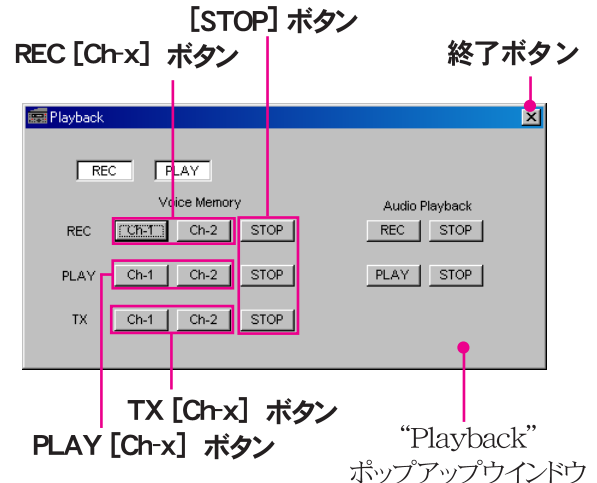 [STOP] ボタン
REC [Ch-x] ボタン
終了ボタン
Playback
REC PLAY
Voice Memory
Audio Playback
REC Ch-1 Ch-2 STOP REC STOP
PLAY Ch-1 Ch-2 STOP PLAY STOP
TX Ch-1 Ch-2 STOP
TX [Ch-x] ボタン
PLAY [Ch-x] ボタン
“Playback”
ポップアップウインドウ